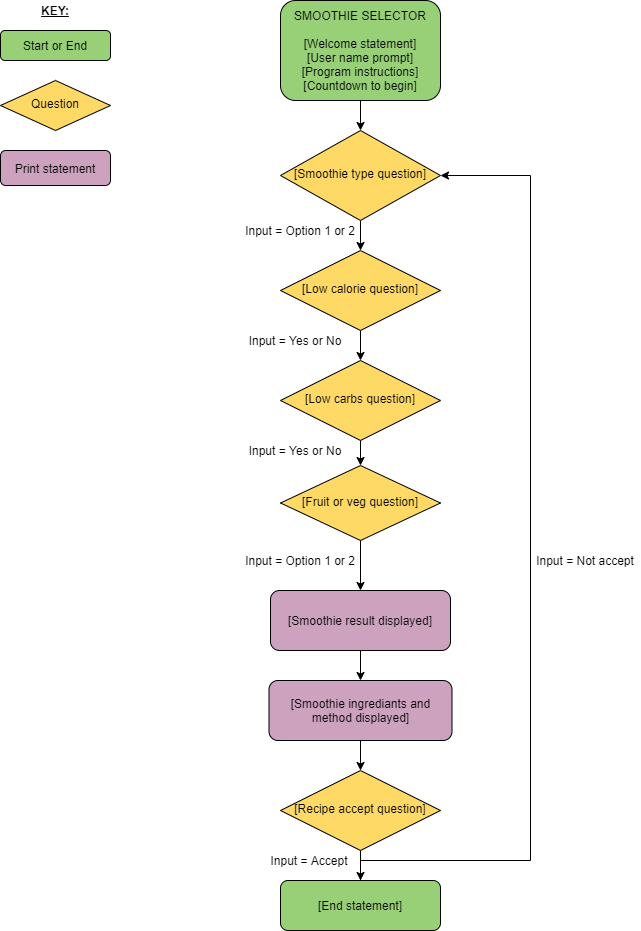 KEY:
Start or End
Question
Print statement
SMOOTHIE SELECTOR
[Welcome statement]
[User name prompt]
[Program instructions]
[Countdown to begin]
[Smoothie type question]
Input = Option 1 or 2
[Low calorie question]
Input = Yes or No
[Low carbs question]
Input = Yes or No
[Fruit or veg question]
Input = Option 1 or 2
Input = Not accept
[Smoothie result displayed]
[Smoothie ingrediants and
method displayed]
[Recipe accept question]
Input = Accept
[End statement]